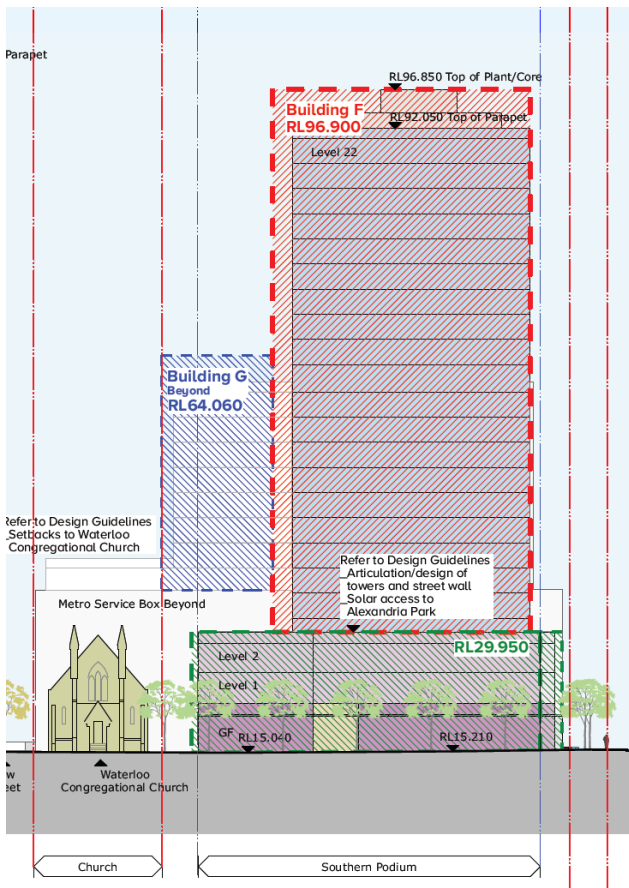 Parapet
RL96.850 Top of Plant/Core
Building F
RL96.900
RL92.050 Top of Parapet
Level 22
Building G
Beyond
RL64.060
Refer to Design Guidelines
_Setbacks to Waterloo
Congregational Church
Refer to Design Guidelines
_Articulation/design of
towers and street wall
_Solar access to
Alexandria Park
Metro Service Box Beyond
RL29.950
Level 2
Level 1
GF
RL15.040
RL15.210
w
eet
Waterloo
Congregational Church
Church
Southern Podium